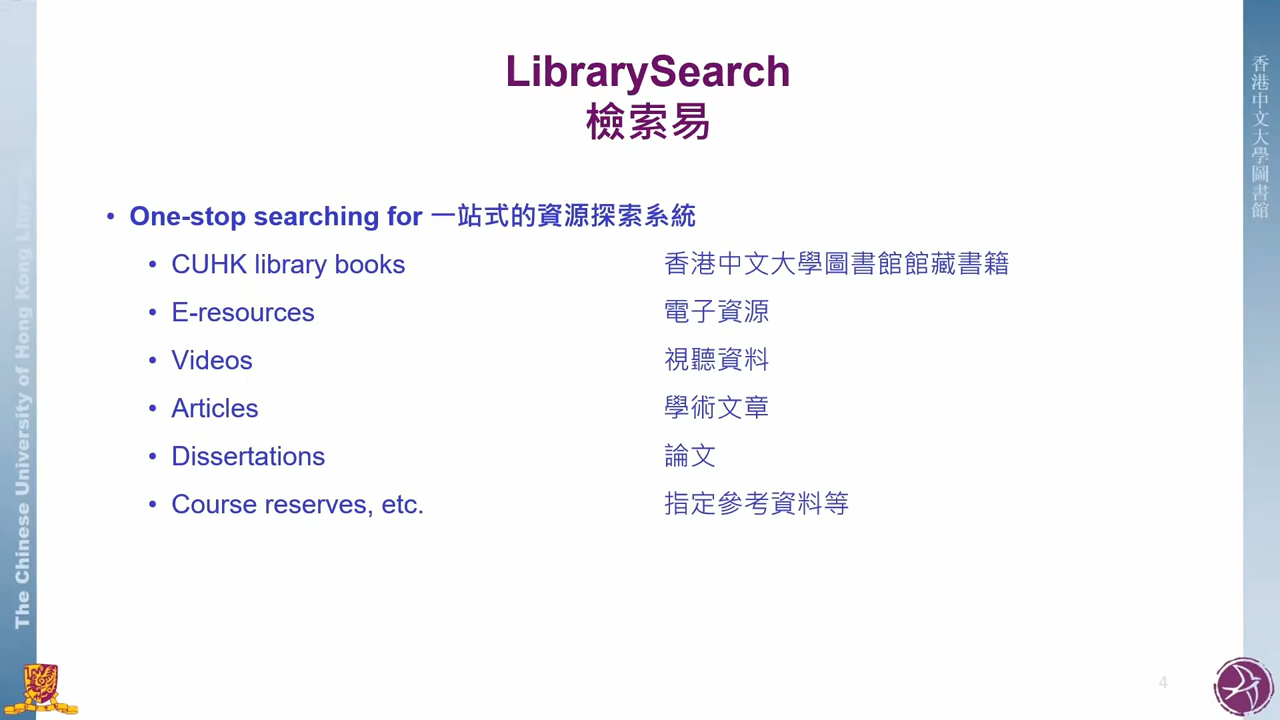 LibrarySearch
檢索易
• One-stop searching for 一站式的資源探索系統
• CUHK library books 香港中文大學圖書館館藏書籍
• E-resources 電子資源
• Videos 視聽資料
• Articles 學術文章
• Dissertations 論文
• Course reserves, etc. 指定參考資料等
The Chinese University of Hong Kong Library
香港中文大學圖書館
4